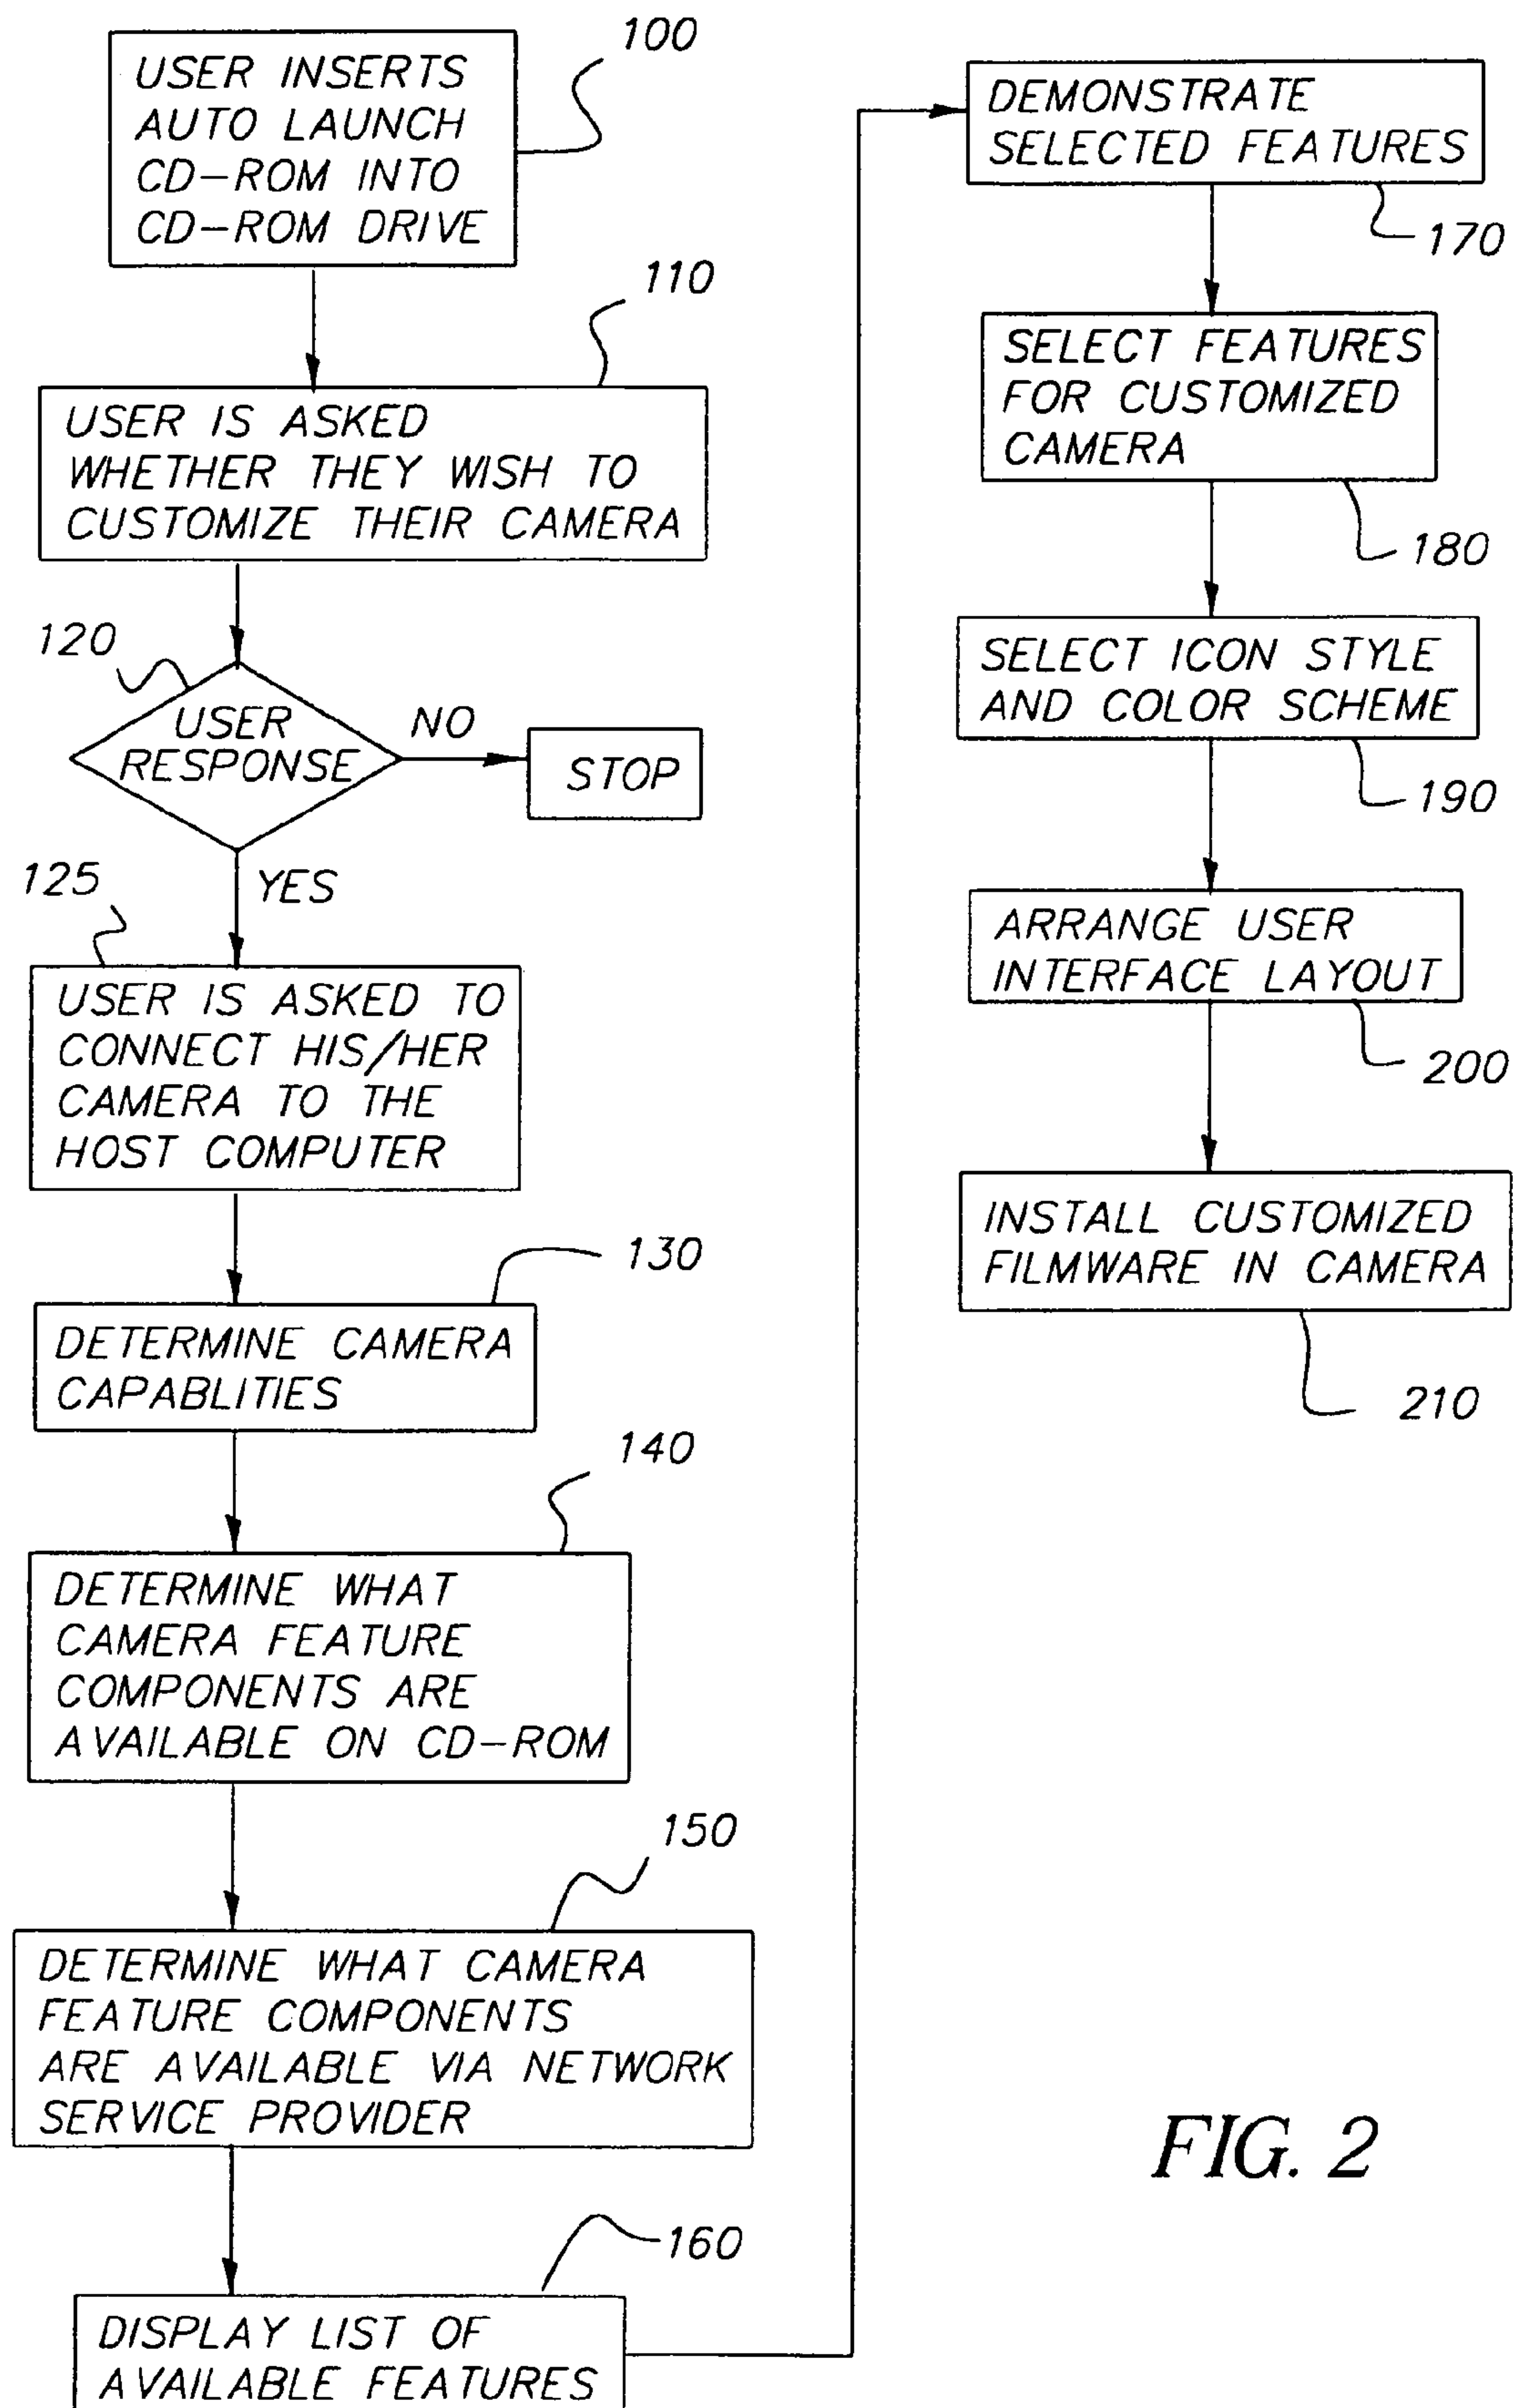 100
USER INSERTS
AUTO LAUNCH
CD-ROM INTO
CD-ROM DRIVE
110
USER IS ASKED
WHETHER THEY WISH TO
CUSTOMIZE THEIR CAMERA
120
USER
RESPONSE
NO
STOP
YES
125
USER IS ASKED TO
CONNECT HIS/HER
CAMERA TO THE
HOST COMPUTER
130
DETERMINE CAMERA
CAPABLITIES
140
DETERMINE WHAT
CAMERA FEATURE
COMPONENTS ARE
AVAILABLE ON CD-ROM
150
DETERMINE WHAT CAMERA
FEATURE COMPONENTS
ARE AVAILABLE VIA NETWORK
SERVICE PROVIDER
160
DISPLAY LIST OF
AVAILABLE FEATURES
DEMONSTRATE
SELECTED FEATURES
170
SELECT FEATURES
FOR CUSTOMIZED
CAMERA
180
SELECT ICON STYLE
AND COLOR SCHEME
190
ARRANGE USER
INTERFACE LAYOUT
200
INSTALL CUSTOMIZED
FILMWARE IN CAMERA
210
FIG. 2